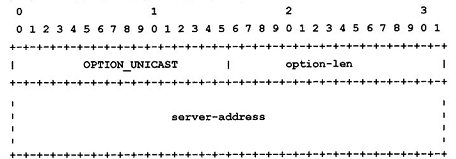 0                   1                   2                   3
0 1 2 3 4 5 6 7 8 9 0 1 2 3 4 5 6 7 8 9 0 1 2 3 4 5 6 7 8 9 0 1
+-+-+-+-+-+-+-+-+-+-+-+-+-+-+-+-+-+-+-+-+-+-+-+-+-+-+-+-+-+-+-+-+
|        OPTION_UNICAST         |          option-len           |
+-+-+-+-+-+-+-+-+-+-+-+-+-+-+-+-+-+-+-+-+-+-+-+-+-+-+-+-+-+-+-+-+
|                                                               |
|                        server-address                         |
|                                                               |
+-+-+-+-+-+-+-+-+-+-+-+-+-+-+-+-+-+-+-+-+-+-+-+-+-+-+-+-+-+-+-+-+